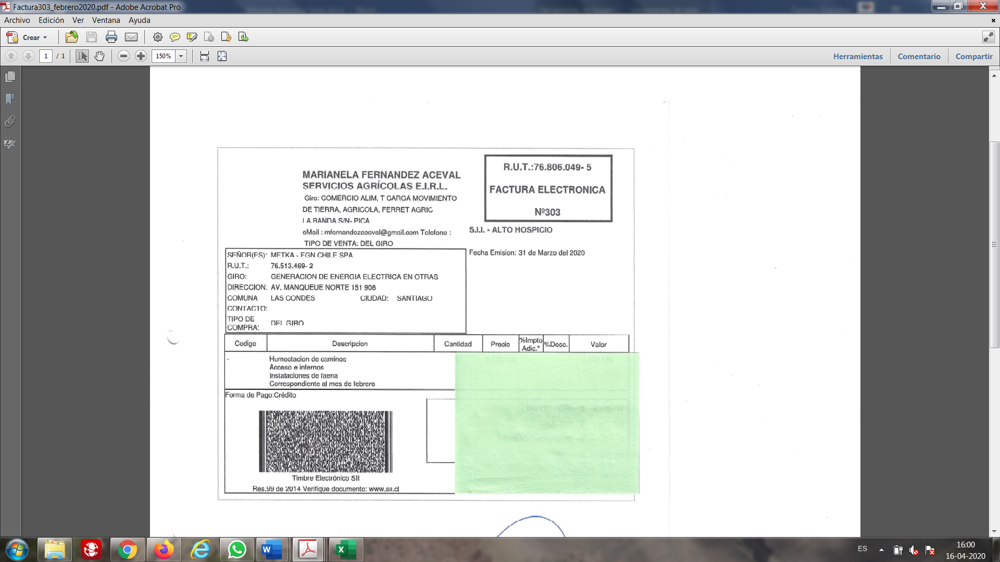 Factura303_febrero2020.pdf - Adobe Acrobat Pro
Archivo Edición Ver Ventana Ayuda
Crear
1 / 1
150%
Herramientas Comentario Compartir
MARIANELA FERNANDEZ ACEVAL
SERVICIOS AGRÍCOLAS E.I.R.L.
Giro: COMERCIO ALIM, T CARGA MOVIMIENTO
DE TIERRA, AGRICOLA, FERRET AGRIC
LA BANDA S/N- PICA
eMail : mfernandezaceval@gmail.com Telefono :
TIPO DE VENTA: DEL GIRO
R.U.T.:76.806.049- 5
FACTURA ELECTRONICA
Nº303
S.I.I. - ALTO HOSPICIO
Fecha Emision: 31 de Marzo del 2020
SEÑOR(ES): METKA - EGN CHILE SPA
R.U.T.: 76.513.469- 2
GIRO: GENERACION DE ENERGIA ELECTRICA EN OTRAS
DIRECCION: AV. MANQUEUE NORTE 151 906
COMUNA LAS CONDES CIUDAD: SANTIAGO
CONTACTO:
TIPO DE COMPRA: DEL GIRO
Codigo Descripcion Cantidad Precio %Impto Adic.* %Desc. Valor
- Humectacion de caminos
Acceso e internos
Instalaciones de faena
Correspondiente al mes de febrero
Forma de Pago:Crédito
Timbre Electrónico SII
Res.99 de 2014 Verifique documento: www.sii.cl
ES
16:00
16-04-2020